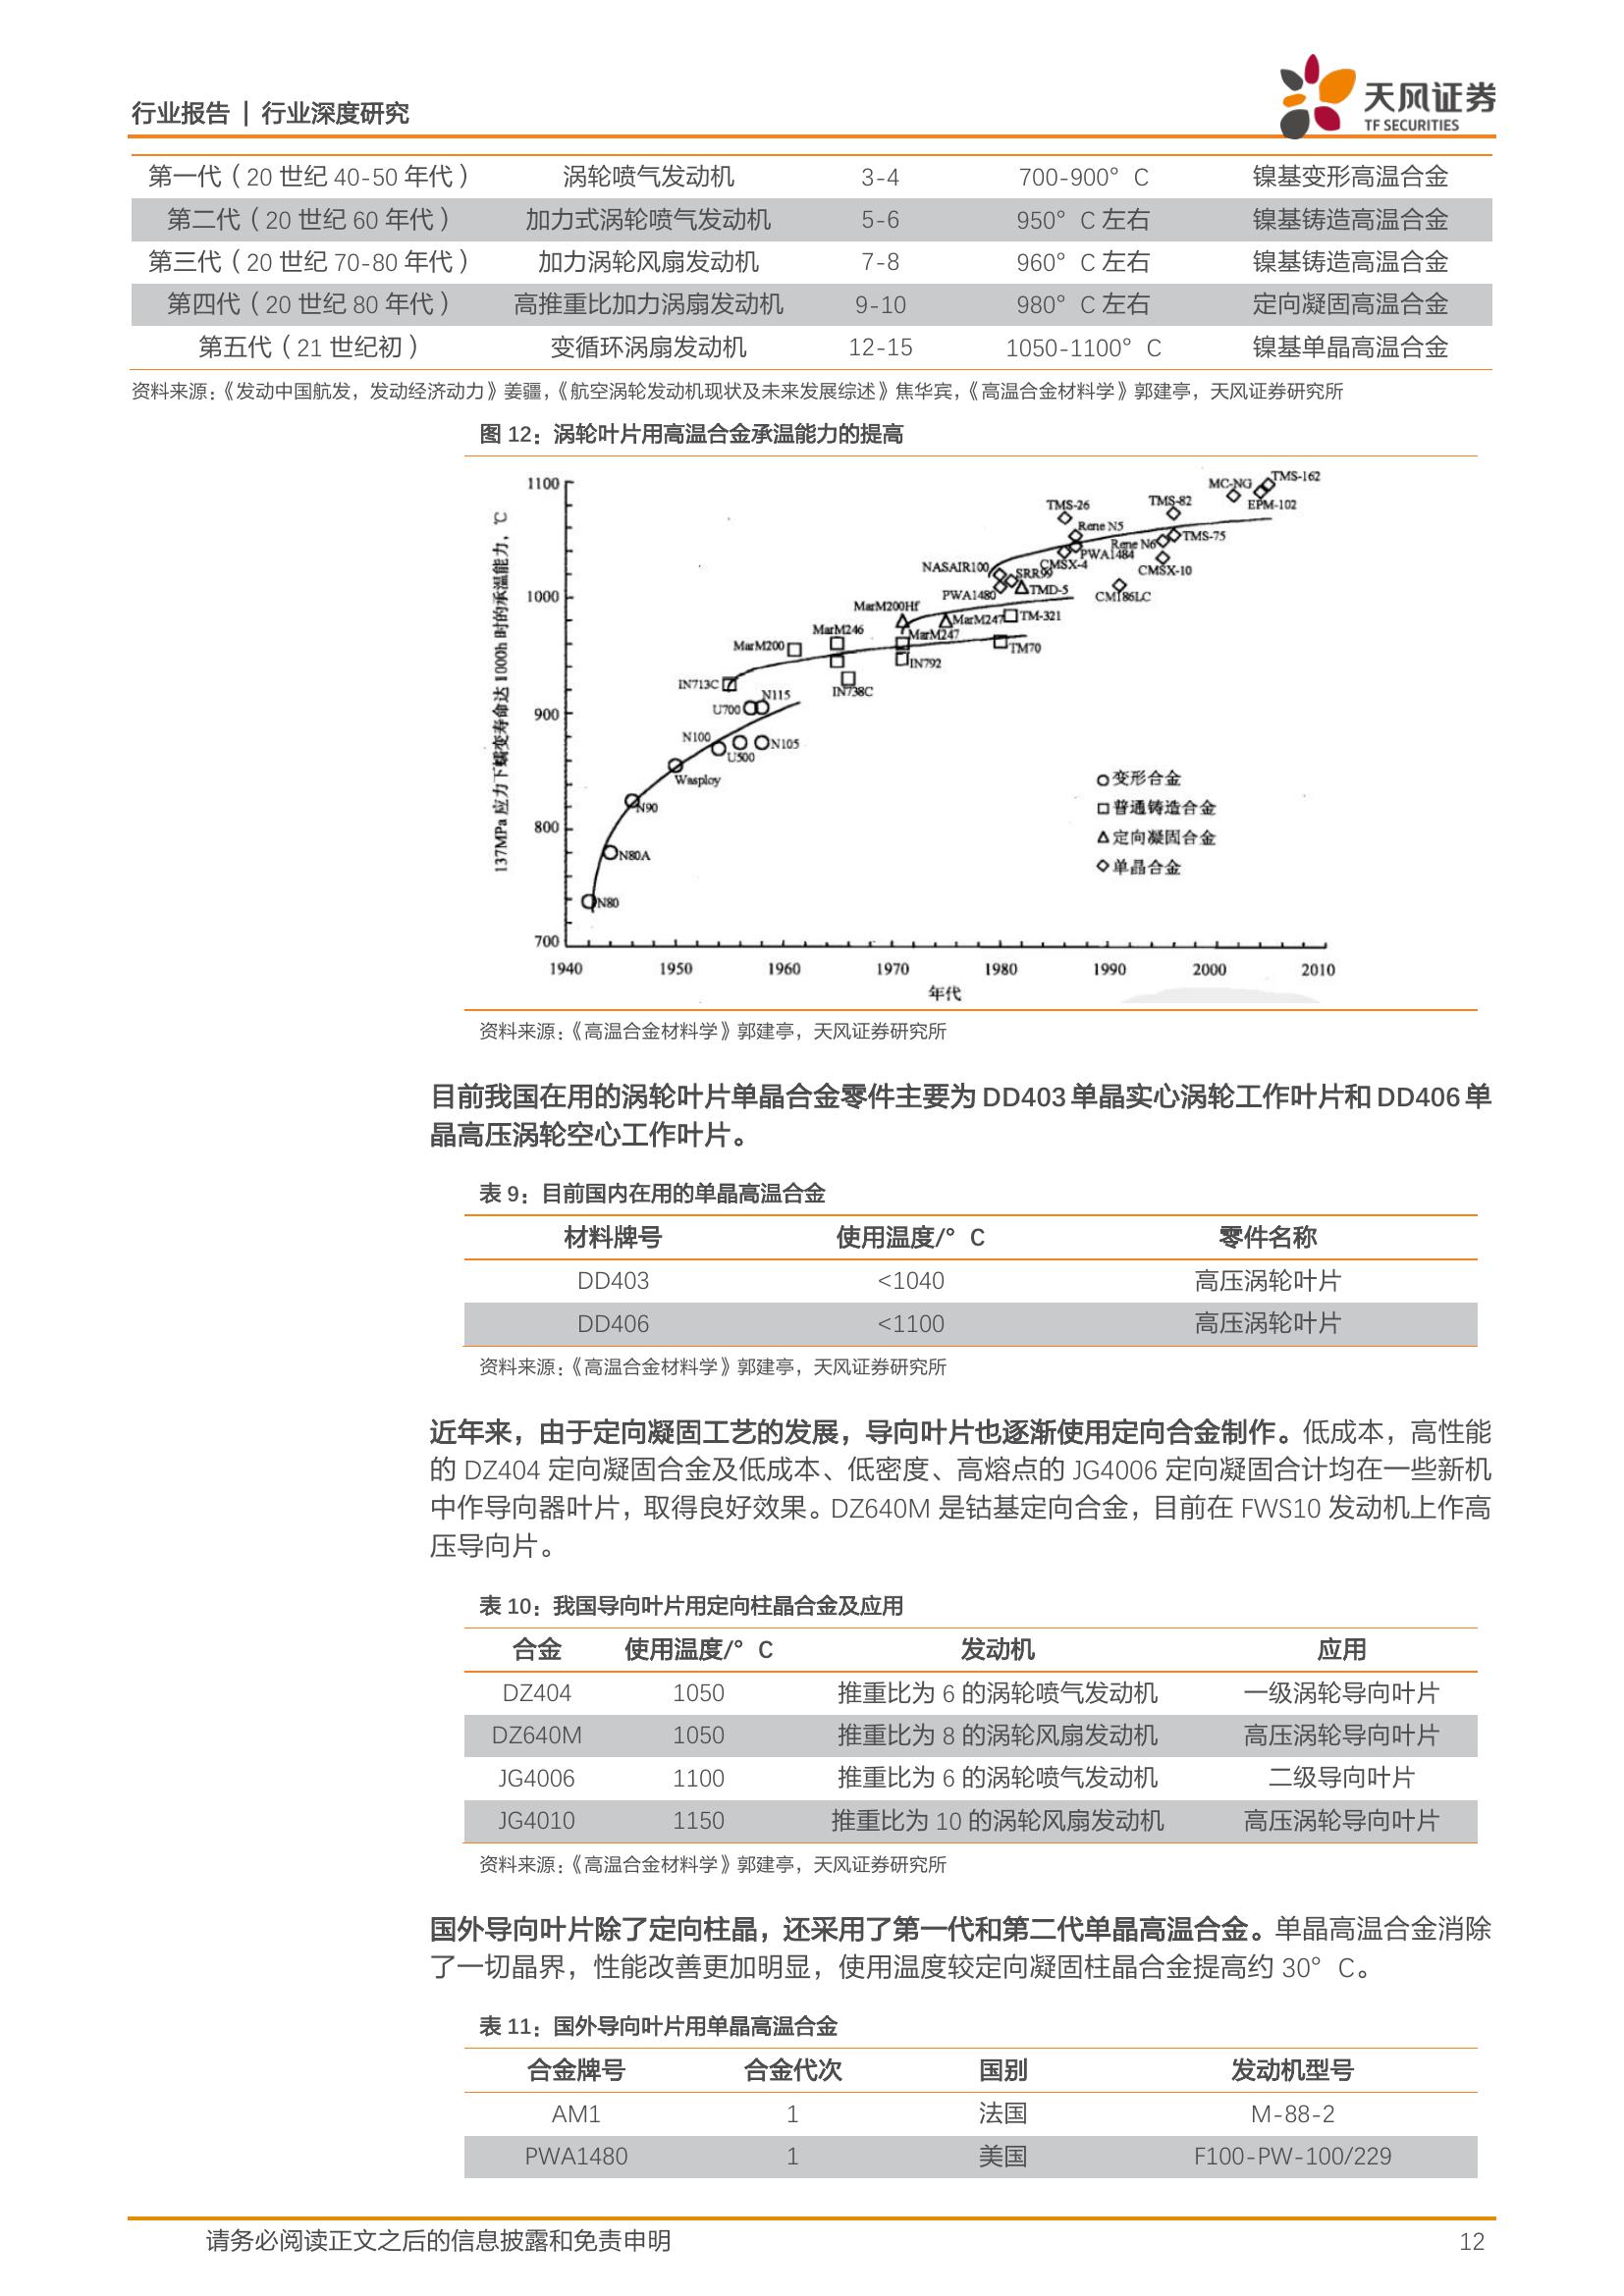 行业报告 | 行业深度研究
天风证券
TF SECURITIES
第一代（20 世纪 40-50 年代） 涡轮喷气发动机 3-4 700-900°C 镍基变形高温合金
第二代（20 世纪 60 年代） 加力式涡轮喷气发动机 5-6 950°C 左右 镍基铸造高温合金
第三代（20 世纪 70-80 年代） 加力涡轮风扇发动机 7-8 960°C 左右 镍基铸造高温合金
第四代（20 世纪 80 年代） 高推重比加力涡扇发动机 9-10 980°C 左右 定向凝固高温合金
第五代（21 世纪初） 变循环涡扇发动机 12-15 1050-1100°C 镍基单晶高温合金
资料来源：《发动中国航发，发动经济动力》姜疆，《航空涡轮发动机现状及未来发展综述》焦华宾，《高温合金材料学》郭建亭，天风证券研究所
图 12：涡轮叶片用高温合金承温能力的提高
137MPa 应力下蠕变寿命达 1000h 时的承温能力，℃
1100
1000
900
800
700
TMS-162
MC-NG
EPM-102
TMS-82
TMS-26
Rene N5
Rene N6
TMS-75
PWA1484
CMSX-4
CMSX-10
NASAIR100
SRR99
PWA1480
TMD-5
CM186LC
MarM200Hf
MarM247
TM-321
MarM246
MarM247
MarM200
TM70
IN792
IN713C
IN738C
N115
U700
N100
N105
U500
Wasploy
N90
N80A
N80
变形合金
普通铸造合金
定向凝固合金
单晶合金
1940 1950 1960 1970 1980 1990 2000 2010
年代
资料来源：《高温合金材料学》郭建亭，天风证券研究所
目前我国在用的涡轮叶片单晶合金零件主要为 DD403 单晶实心涡轮工作叶片和 DD406 单
晶高压涡轮空心工作叶片。
表 9：目前国内在用的单晶高温合金
材料牌号 使用温度/°C 零件名称
DD403 <1040 高压涡轮叶片
DD406 <1100 高压涡轮叶片
资料来源：《高温合金材料学》郭建亭，天风证券研究所
近年来，由于定向凝固工艺的发展，导向叶片也逐渐使用定向合金制作。低成本，高性能
的 DZ404 定向凝固合金及低成本、低密度、高熔点的 JG4006 定向凝固合计均在一些新机
中作导向器叶片，取得良好效果。DZ640M 是钴基定向合金，目前在 FWS10 发动机上作高
压导向片。
表 10：我国导向叶片用定向柱晶合金及应用
合金 使用温度/°C 发动机 应用
DZ404 1050 推重比为 6 的涡轮喷气发动机 一级涡轮导向叶片
DZ640M 1050 推重比为 8 的涡轮风扇发动机 高压涡轮导向叶片
JG4006 1100 推重比为 6 的涡轮喷气发动机 二级导向叶片
JG4010 1150 推重比为 10 的涡轮风扇发动机 高压涡轮导向叶片
资料来源：《高温合金材料学》郭建亭，天风证券研究所
国外导向叶片除了定向柱晶，还采用了第一代和第二代单晶高温合金。单晶高温合金消除
了一切晶界，性能改善更加明显，使用温度较定向凝固柱晶合金提高约 30°C。
表 11：国外导向叶片用单晶高温合金
合金牌号 合金代次 国别 发动机型号
AM1 1 法国 M-88-2
PWA1480 1 美国 F100-PW-100/229
请务必阅读正文之后的信息披露和免责申明 12